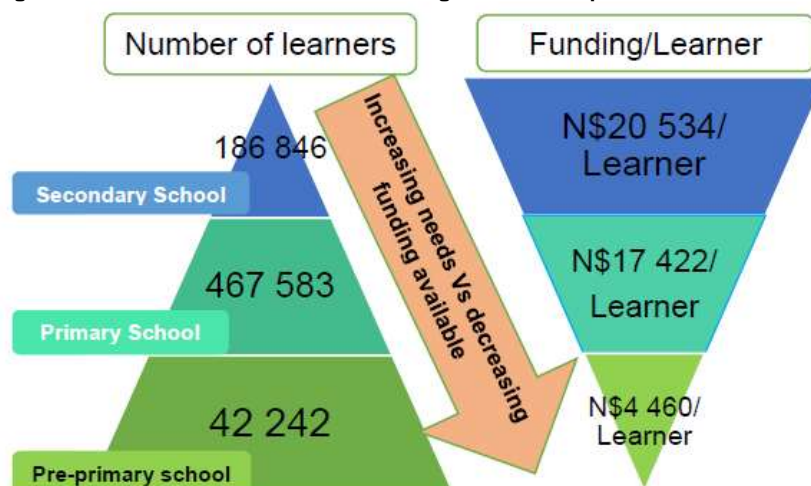 Number of learners
Funding/Learner
186 846
Secondary School
467 583
Primary School
42 242
Pre-primary school
Increasing needs Vs decreasing
funding available
N$20 534/
Learner
N$17 422/
Learner
N$4 460/
Learner